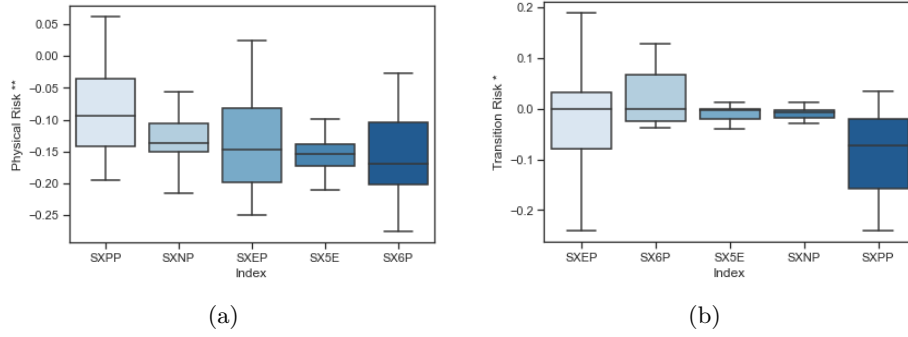 Physical Risk **
0.05
0.00
−0.05
−0.10
−0.15
−0.20
−0.25
SXPP SXNP SXEP SX5E SX6P
Index
(a)
Transition Risk *
0.2
0.1
0.0
−0.1
−0.2
SXEP SX6P SX5E SXNP SXPP
Index
(b)